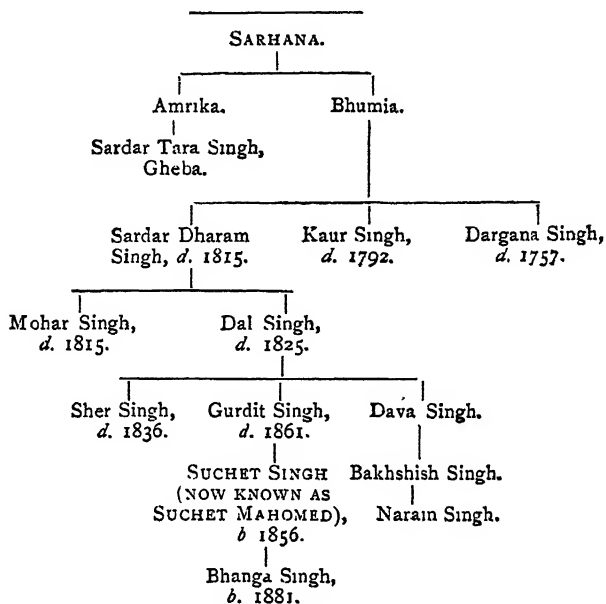 SARHANA.
Amrika. Bhumia.
Sardar Tara Singh,
Gheba.
Sardar Dharam Kaur Singh, Dargana Singh,
Singh, d. 1815. d. 1792. d. 1757.
Mohar Singh, Dal Singh,
d. 1815. d. 1825.
Sher Singh, Gurdit Singh, Dava Singh.
d. 1836. d. 1861.
SUCHET SINGH Bakhshish Singh.
(NOW KNOWN AS
SUCHET MAHOMED), Narain Singh.
b 1856.
Bhanga Singh,
b. 1881.